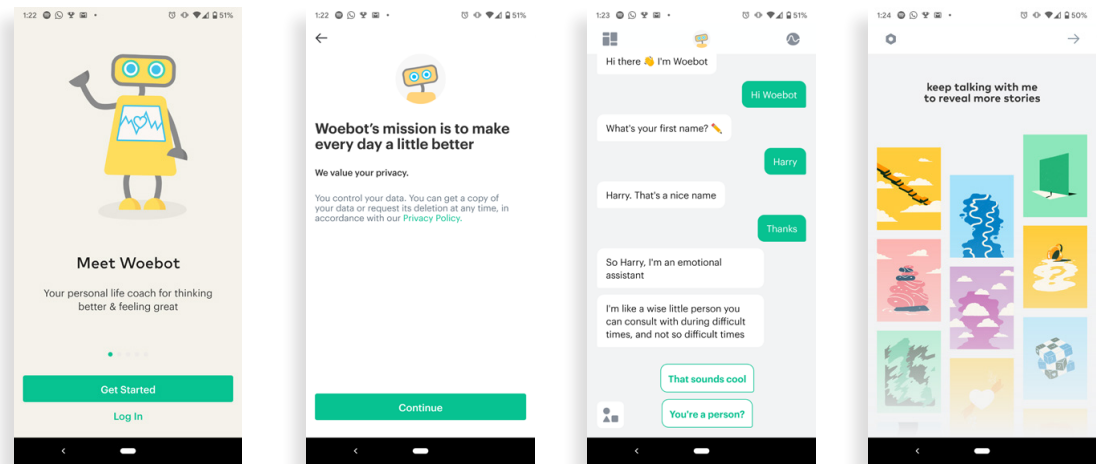 1:22
51%
Meet Woebot
Your personal life coach for thinking
better & feeling great
Get Started
Log In
1:22
51%
Woebot's mission is to make
every day a little better
We value your privacy.
You control your data. You can get a copy of
your data or request its deletion at any time, in
accordance with our Privacy Policy.
Continue
1:23
51%
Hi there 👋 I'm Woebot
Hi Woebot
What's your first name? ✏️
Harry
Harry. That's a nice name
Thanks
So Harry, I'm an emotional
assistant
I'm like a wise little person you
can consult with during difficult
times, and not so difficult times
That sounds cool
You're a person?
1:24
50%
keep talking with me
to reveal more stories